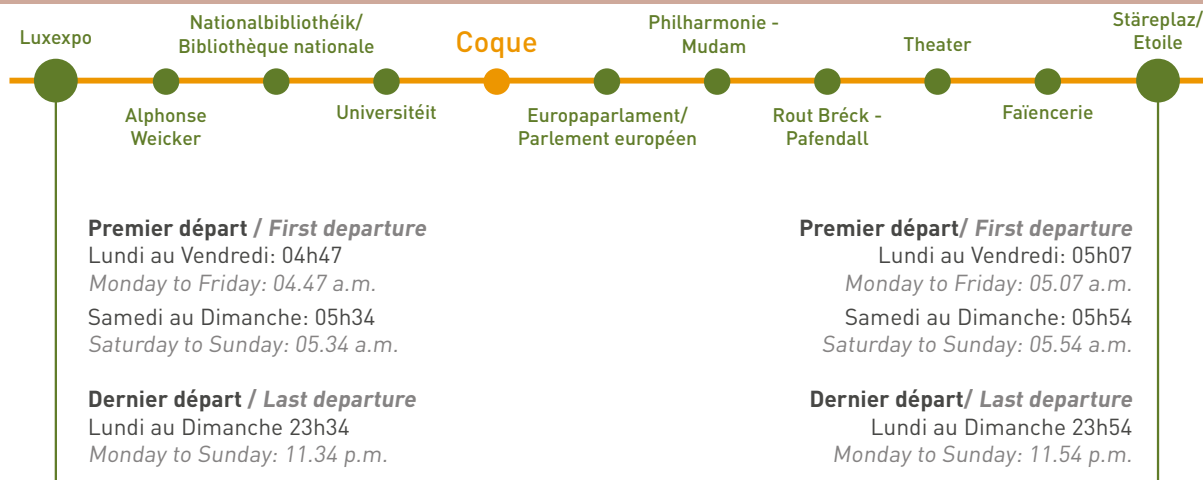 Luxexpo
Alphonse
Weicker
Nationalbibliothéik/
Bibliothèque nationale
Universitéit
Coque
Europaparlament/
Parlement européen
Philharmonie -
Mudam
Rout Bréck -
Pafendall
Theater
Faïencerie
Stäreplaz/
Etoile
Premier départ / First departure
Lundi au Vendredi: 04h47
Monday to Friday: 04.47 a.m.
Samedi au Dimanche: 05h34
Saturday to Sunday: 05.34 a.m.
Dernier départ / Last departure
Lundi au Dimanche 23h34
Monday to Sunday: 11.34 p.m.
Premier départ/ First departure
Lundi au Vendredi: 05h07
Monday to Friday: 05.07 a.m.
Samedi au Dimanche: 05h54
Saturday to Sunday: 05.54 a.m.
Dernier départ/ Last departure
Lundi au Dimanche 23h54
Monday to Sunday: 11.54 p.m.